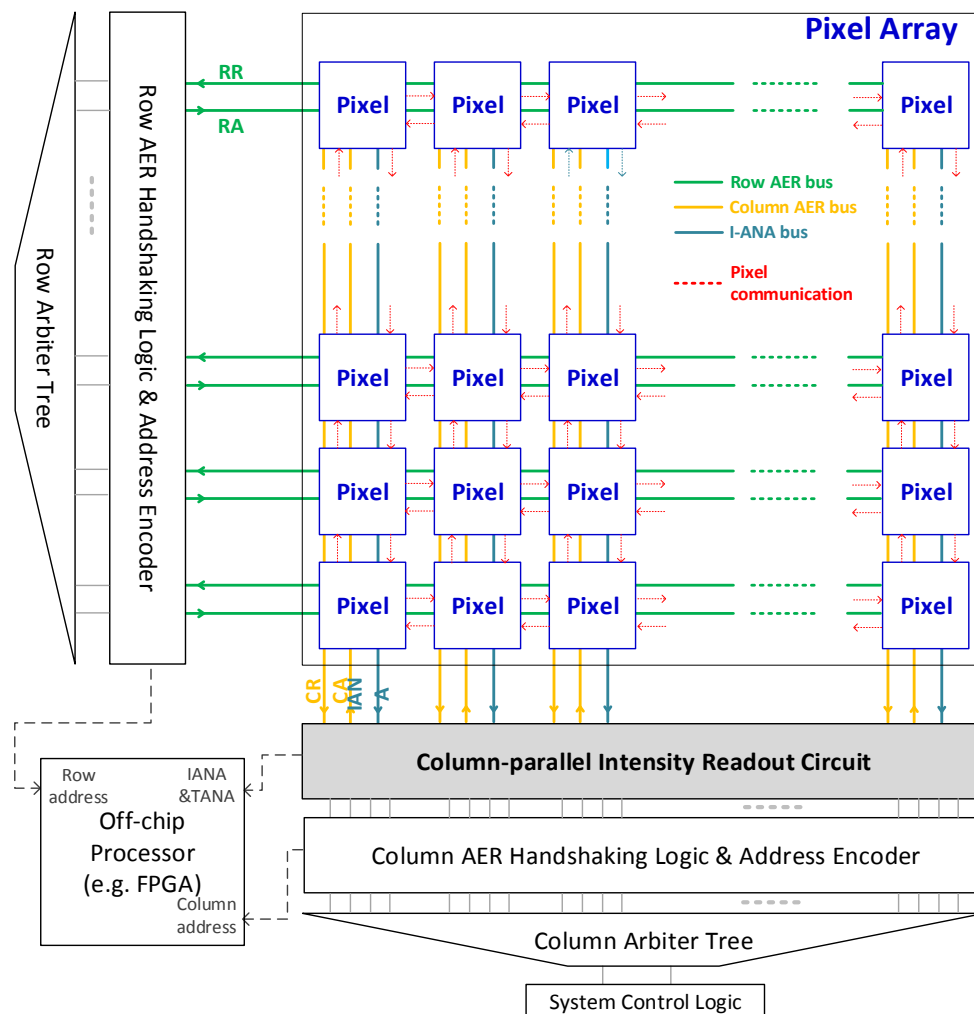 Pixel Array
RR
RA
Pixel Pixel Pixel Pixel
Row AER bus
Column AER bus
I-ANA bus
Pixel
communication
Row Arbiter Tree
Row AER Handshaking Logic & Address Encoder
Pixel Pixel Pixel Pixel
Pixel Pixel Pixel Pixel
Pixel Pixel Pixel Pixel
CR
CA
IAN
A
Column-parallel Intensity Readout Circuit
Row
address
IANA
&TANA
Off-chip
Processor
(e.g. FPGA)
Column
address
Column AER Handshaking Logic & Address Encoder
Column Arbiter Tree
System Control Logic